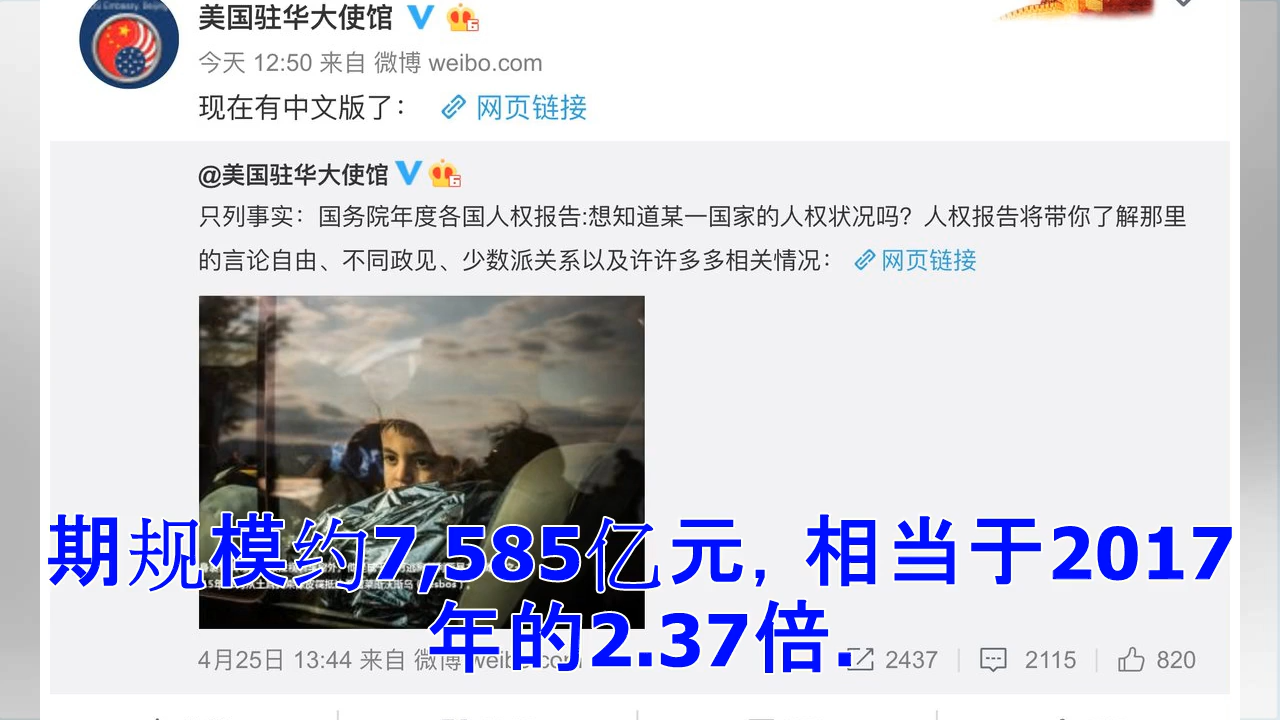 美国驻华大使馆
今天 12:50 来自 微博 weibo.com
现在有中文版了： 网页链接
@美国驻华大使馆
只列事实：国务院年度各国人权报告:想知道某一国家的人权状况吗？人权报告将带你了解那里
的言论自由、不同政见、少数派关系以及许许多多相关情况： 网页链接
期规模约7,585亿元，相当于2017
年的2.37倍.
4月25日 13:44 来自 微博 weibo.com
2437 2115 820